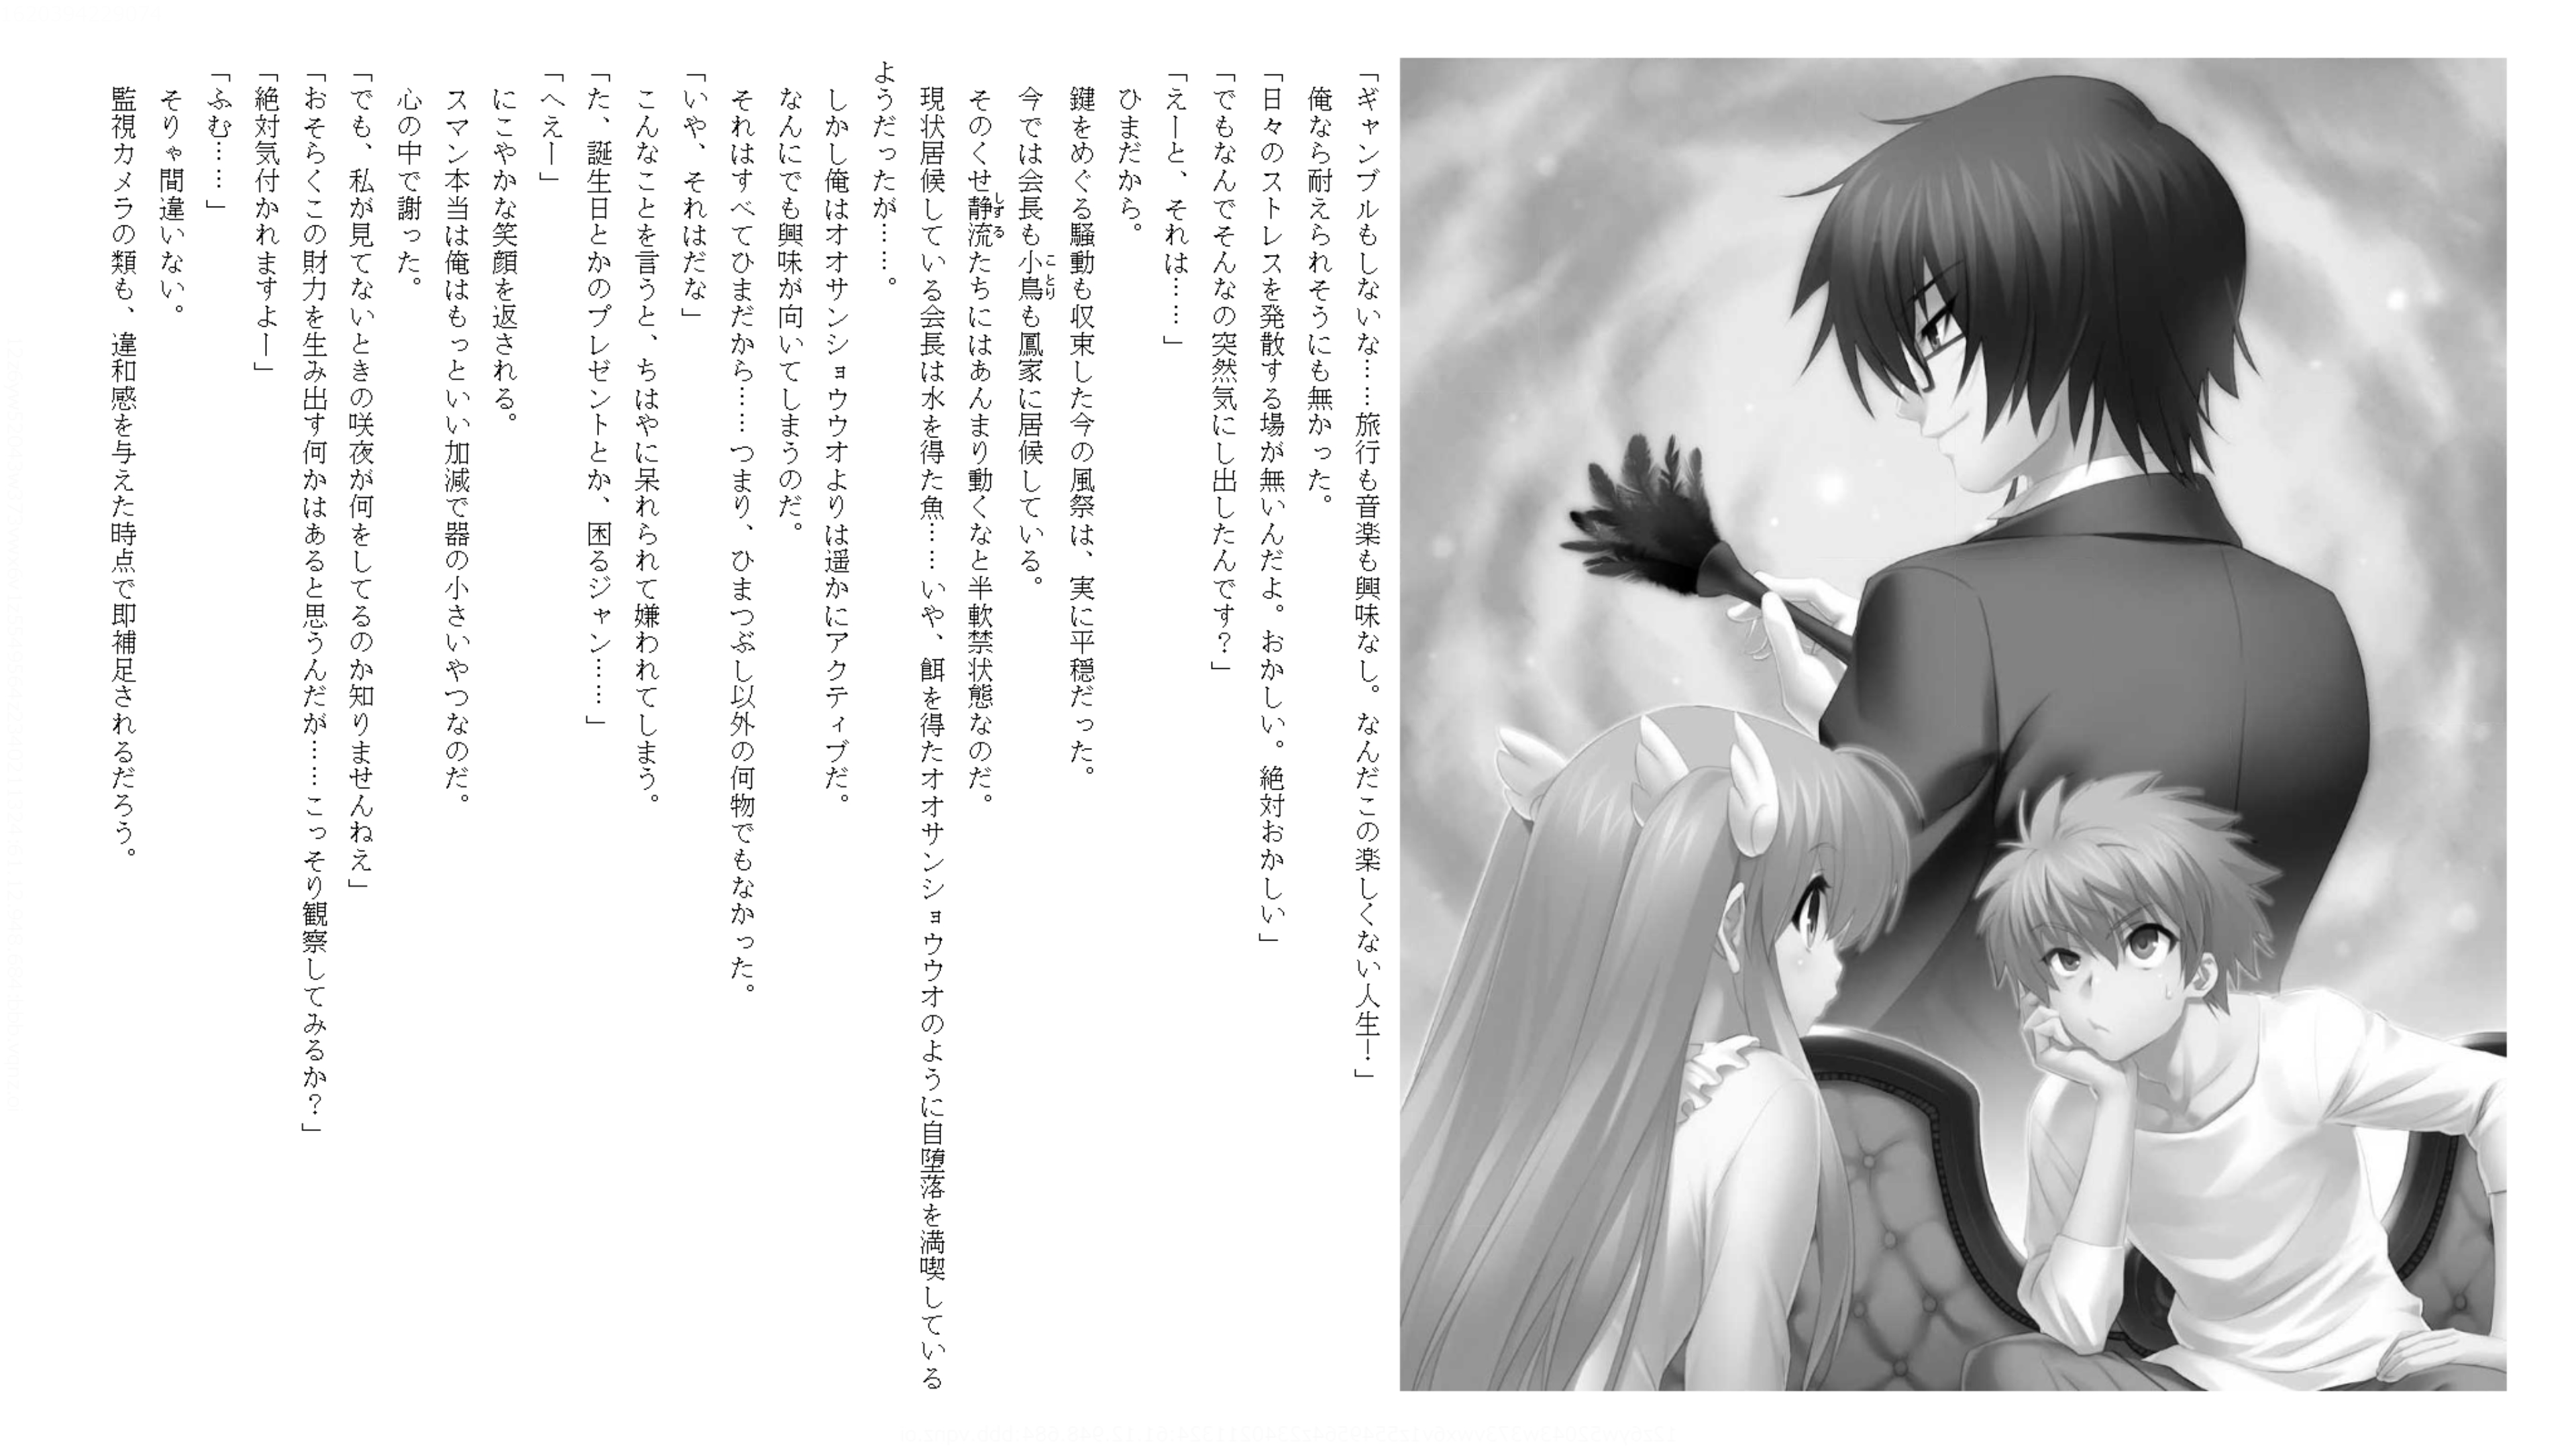 「ギャンブルもしないな……旅行も音楽も興味なし。なんだこの楽しくない人生！」
俺なら耐えられそうにも無かった。
「日々のストレスを発散する場が無いんだよ。おかしい。絶対おかしい」
「でもなんでそんなの突然気にし出したんです？」
「えーと、それは……」
ひまだから。
鍵をめぐる騒動も収束した今の風祭は、実に平穏だった。
今では会長も小鳥も鳳家に居候している。
そのくせ静流たちにはあんまり動くなと半軟禁状態なのだ。
現状居候している会長は水を得た魚……いや、餌を得たオオサンショウウオのように自堕落を満喫している
ようだったが……。
しかし俺はオオサンショウウオよりは遥かにアクティブだ。
なんにでも興味が向いてしまうのだ。
それはすべてひまだから……つまり、ひまつぶし以外の何物でもなかった。
「いや、それはだな」
こんなことを言うと、ちはやに呆れられて嫌われてしまう。
「た、誕生日とかのプレゼントとか、困るジャン……」
「へえー」
にこやかな笑顔を返される。
スマン本当は俺はもっといい加減で器の小さいやつなのだ。
心の中で謝った。
「でも、私が見てないときの咲夜が何をしてるのか知りませんねえ」
「おそらくこの財力を生み出す何かはあると思うんだが……こっそり観察してみるか？」
「絶対気付かれますよー」
「ふむ……」
そりゃ間違いない。
監視カメラの類も、違和感を与えた時点で即補足されるだろう。